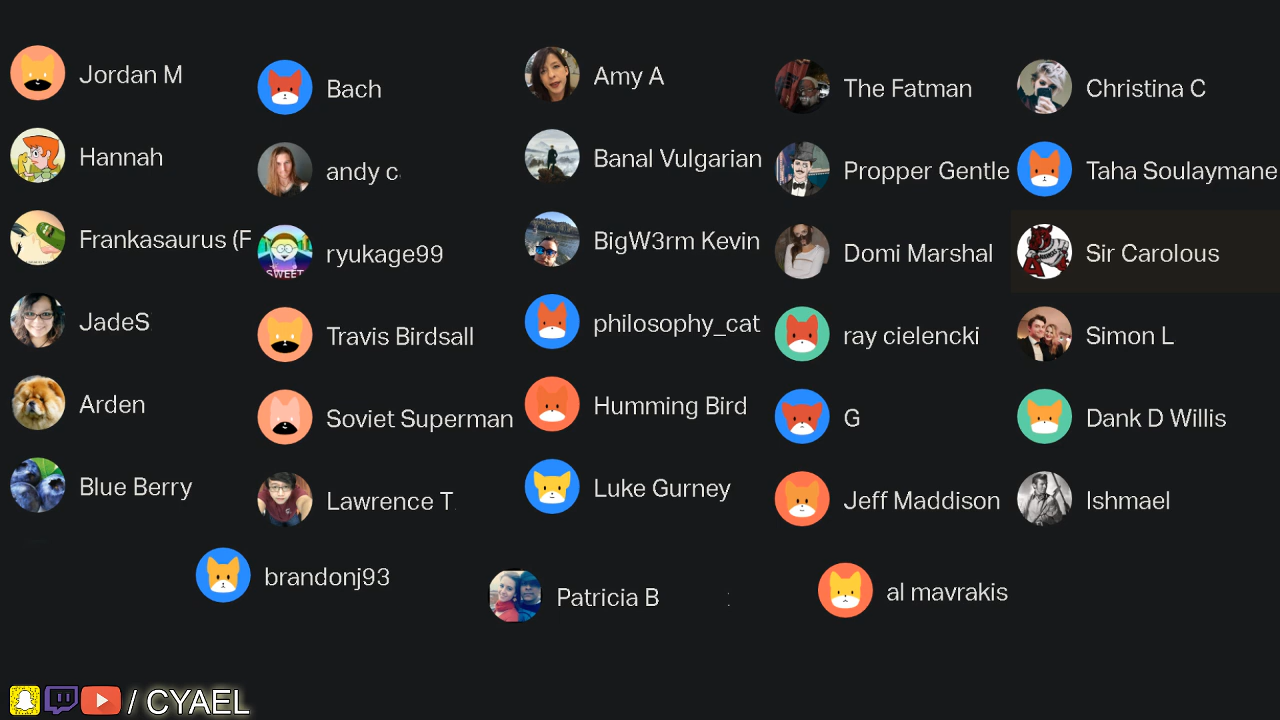 Jordan M
Hannah
Frankasaurus (F
JadeS
Arden
Blue Berry
Bach
andy c
ryukage99
SWEET
Travis Birdsall
Soviet Superman
Lawrence T
Amy A
Banal Vulgarian
BigW3rm Kevin
philosophy_cat
Humming Bird
Luke Gurney
The Fatman
Propper Gentle
Domi Marshal
ray cielencki
G
Jeff Maddison
Christina C
Taha Soulaymane
Sir Carolous
Simon L
Dank D Willis
Ishmael
brandonj93
Patricia B
al mavrakis
/ CYAEL